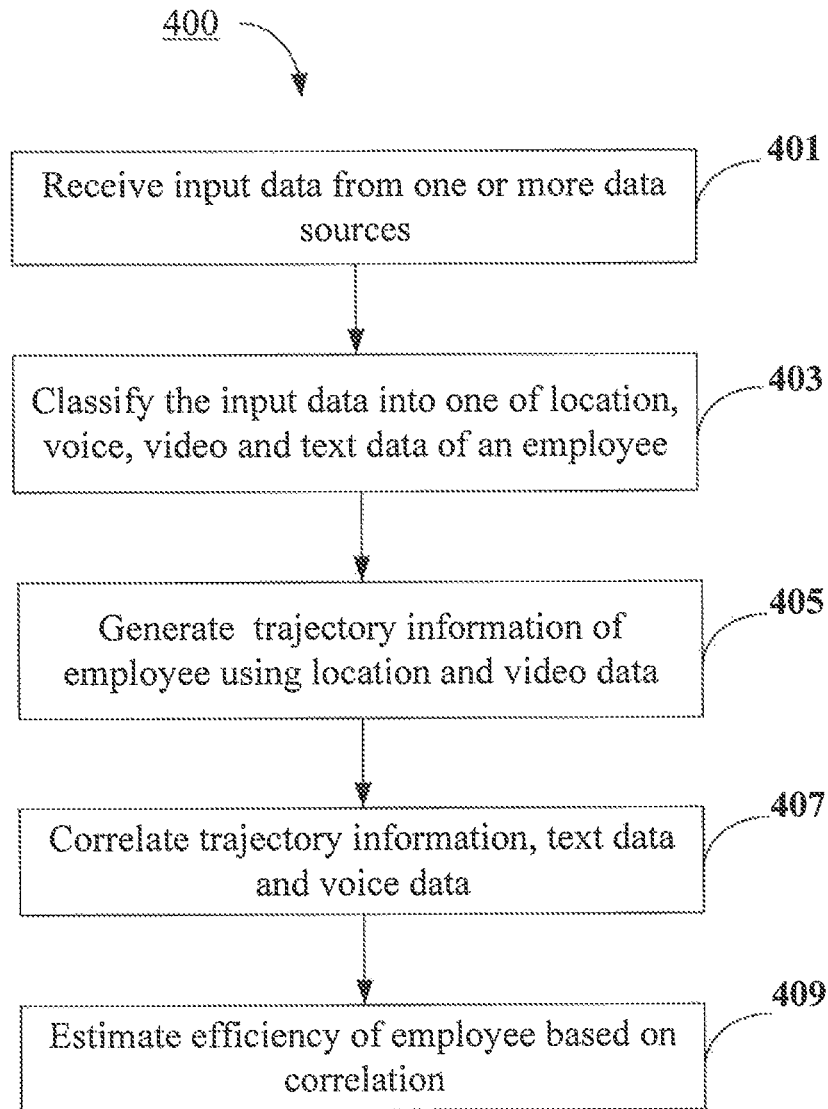 400
401
Receive input data from one or more data
sources
403
Classify the input data into one of location,
voice, video and text data of an employee
405
Generate trajectory information of
employee using location and video data
407
Correlate trajectory information, text data
and voice data
409
Estimate efficiency of employee based on
correlation